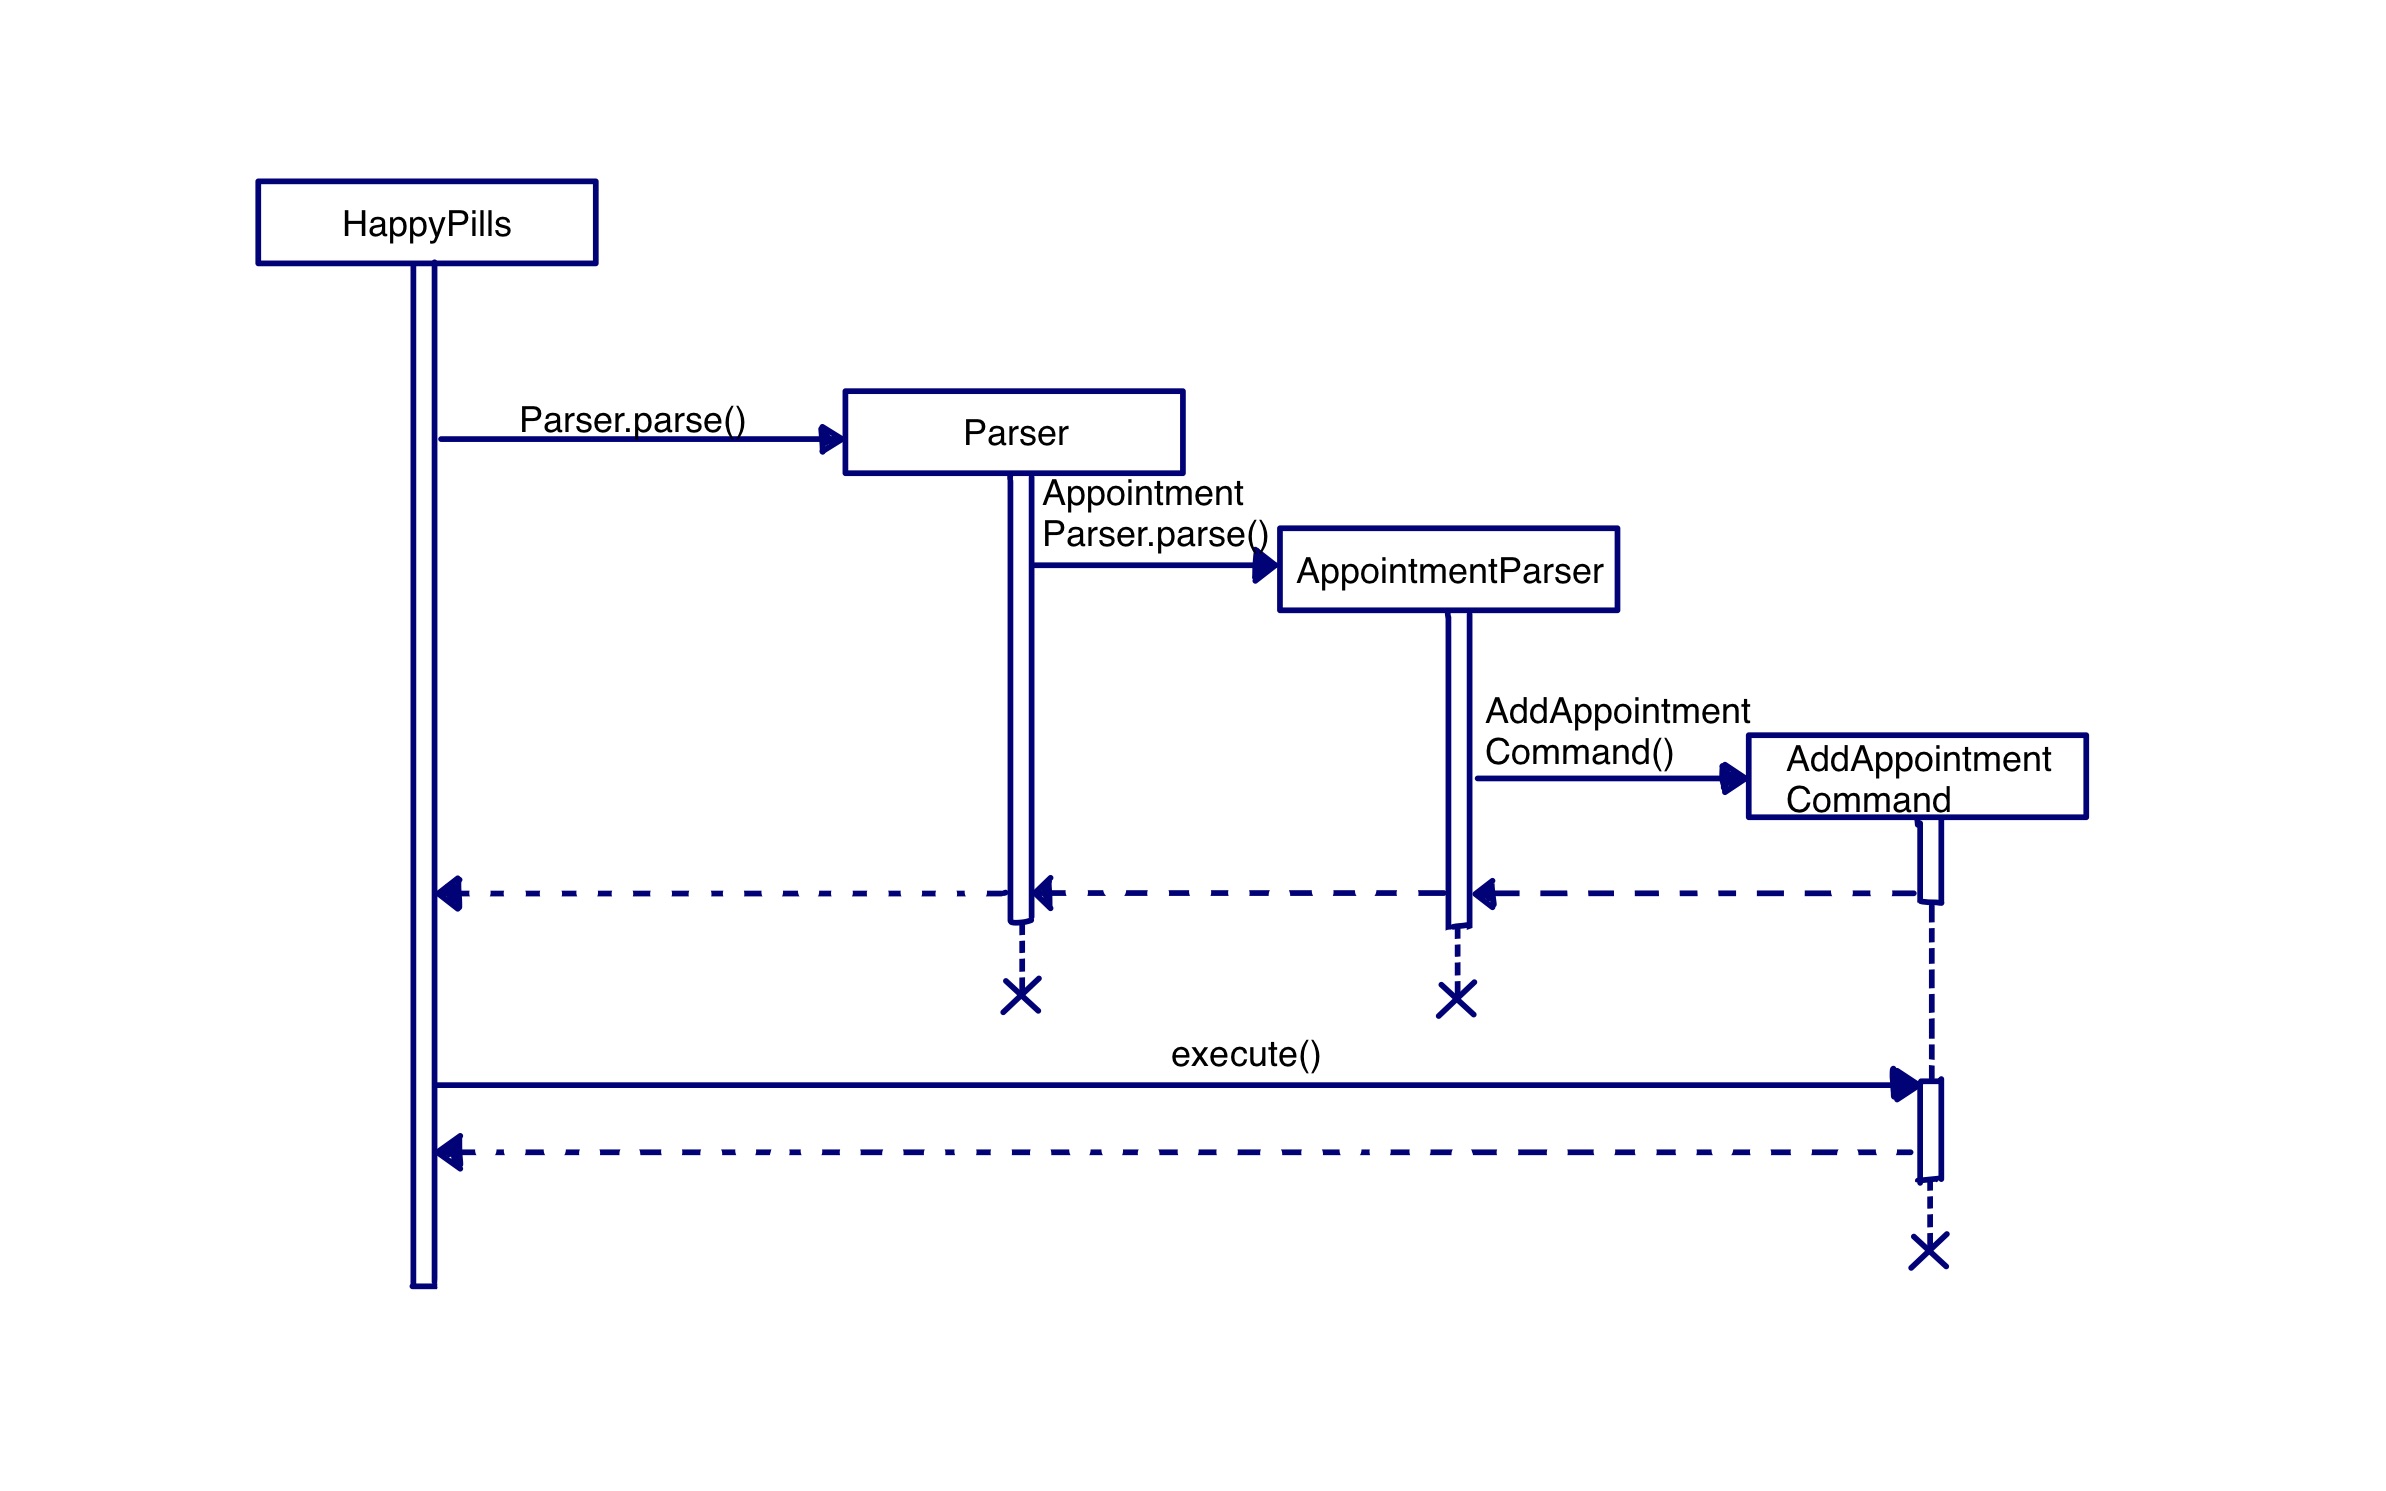 HappyPills
Parser.parse()
Parser
Appointment
Parser.parse()
AppointmentParser
AddAppointment
Command()
AddAppointment
Command
execute()